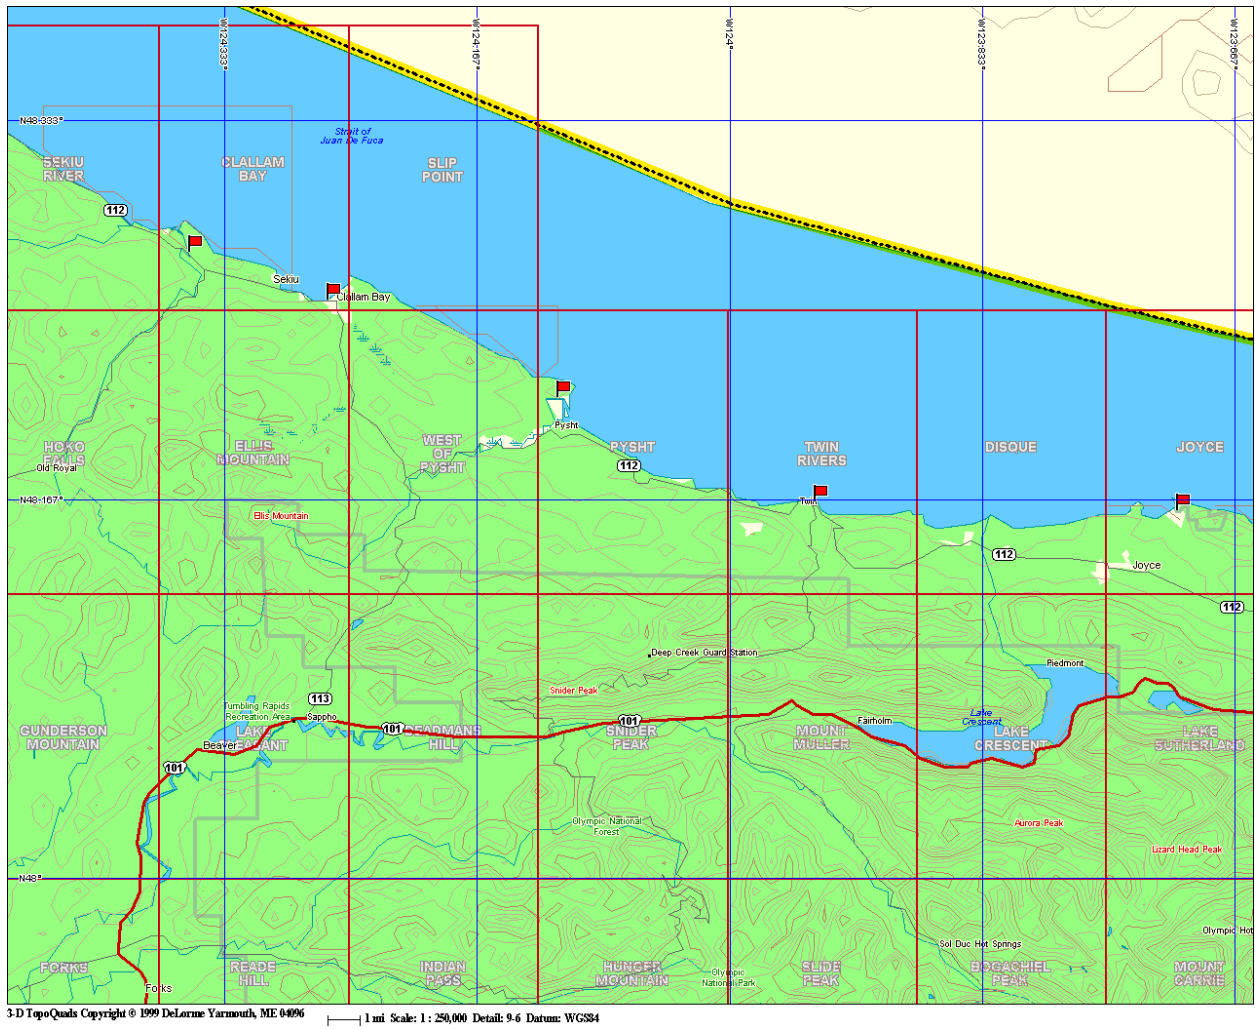 W124.333°
W124.167°
W124°
W123.833°
W123.667°
N48.333°
Strait of
Juan De Fuca
SEKIU
RIVER
CLALLAM
BAY
SLIP
POINT
112
Sekiu
Clallam Bay
Pysht
HOKO
FALLS
ELLIS
MOUNTAIN
WEST
OF
PYSHT
PYSHT
TWIN
RIVERS
DISQUE
JOYCE
Old Royal
112
N48.167°
Twin
Ellis Mountain
112
Joyce
112
Deep Creek Guard Station
Piedmont
Snider Peak
113
Tumbling Rapids
Recreation Area
Sappho
Lake
Crescent
Fairholm
101
101
GUNDERSON
MOUNTAIN
Beaver
DEADMANS
HILL
SNIDER
PEAK
MOUNT
MULLER
LAKE
CRESCENT
LAKE
SUTHERLAND
101
Olympic National
Forest
Aurora Peak
Lizard Head Peak
N48°
Olympic Hot
Sol Duc Hot Springs
FORKS
READE
HILL
INDIAN
PASS
HUNGER
MOUNTAIN
SLIDE
PEAK
BOGACHIEL
PEAK
MOUNT
CARRIE
Olympic
National Park
Forks
3-D TopoQuads Copyright © 1999 DeLorme Yarmouth, ME 04096
1 mi Scale: 1 : 250,000 Detail: 9-6 Datum: WGS84